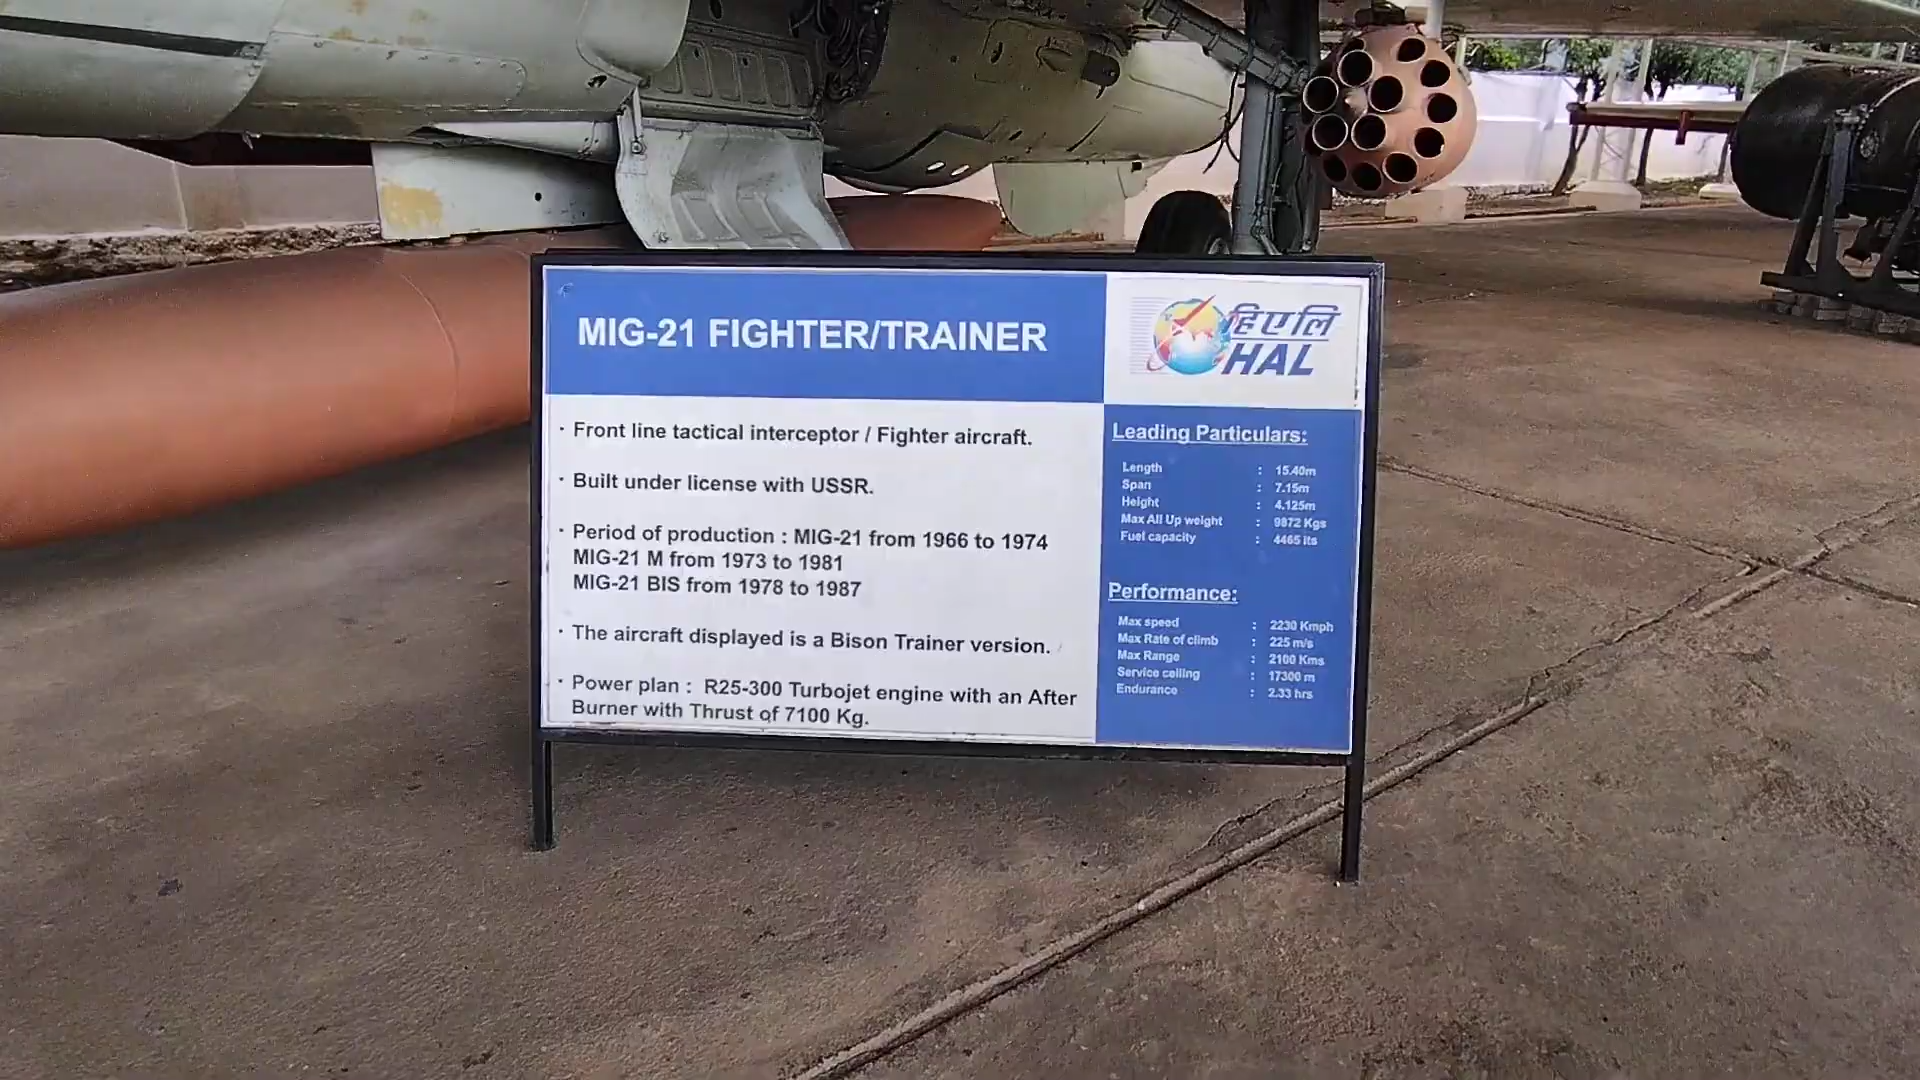 MIG-21 FIGHTER/TRAINER
हिएलि
HAL
· Front line tactical interceptor / Fighter aircraft.
· Built under license with USSR.
· Period of production : MIG-21 from 1966 to 1974
MIG-21 M from 1973 to 1981
MIG-21 BIS from 1978 to 1987
· The aircraft displayed is a Bison Trainer version.
· Power plan : R25-300 Turbojet engine with an After
Burner with Thrust of 7100 Kg.
Leading Particulars:
Length : 15.40m
Span : 7.15m
Height : 4.125m
Max All Up weight : 9872 Kgs
Fuel capacity : 4465 lts
Performance:
Max speed : 2230 Kmph
Max Rate of climb : 225 m/s
Max Range : 2100 Kms
Service ceiling : 17300 m
Endurance : 2.33 hrs